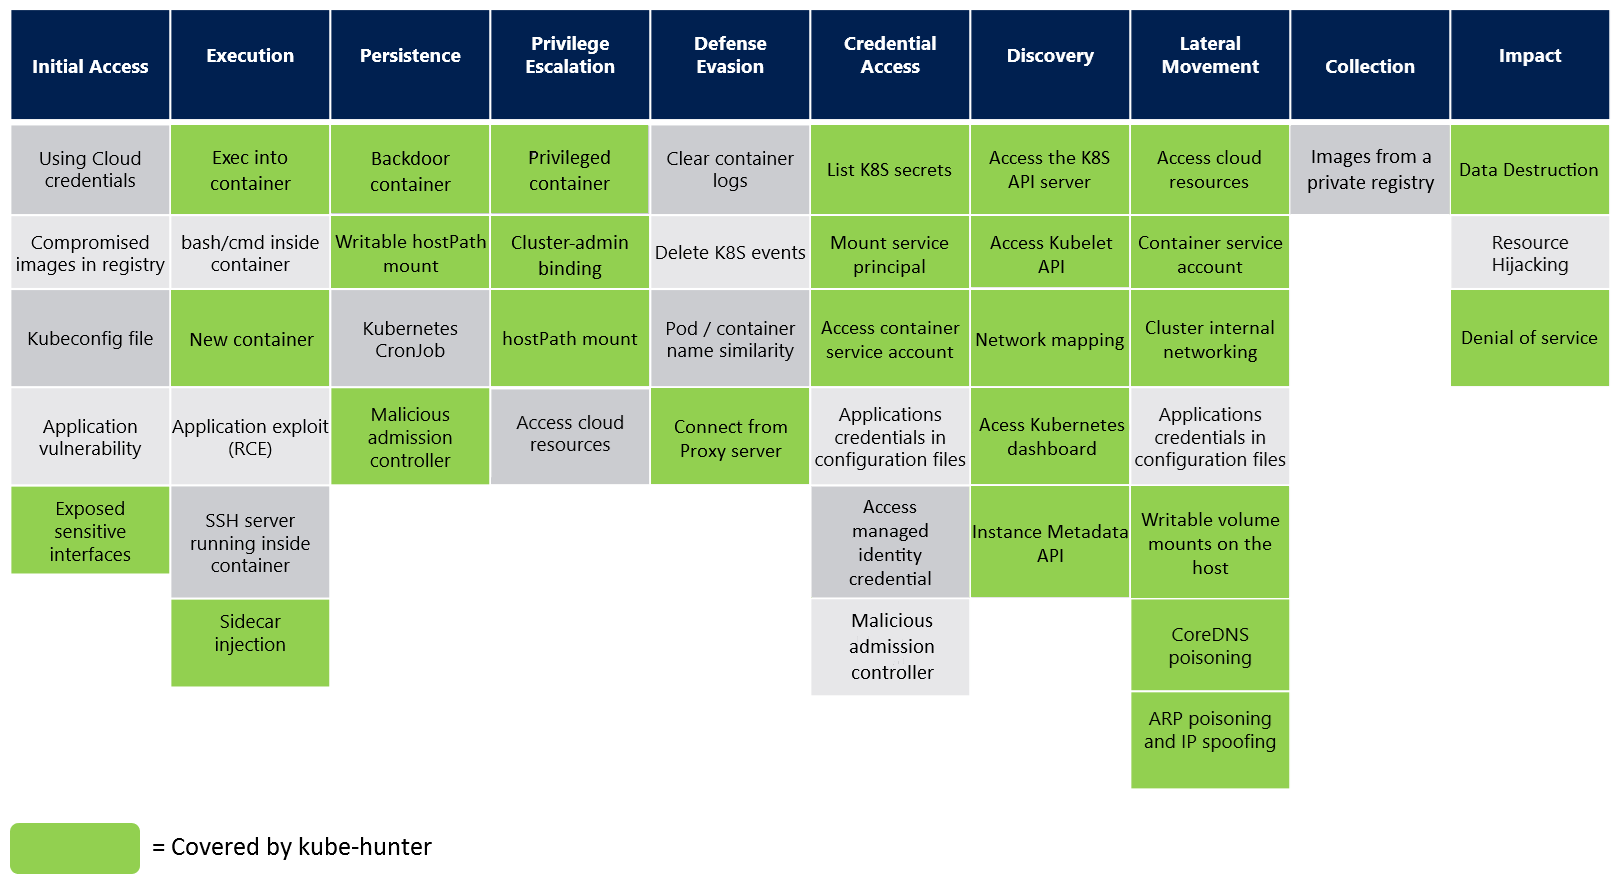 Initial Access
Execution
Persistence
Privilege
Escalation
Defense
Evasion
Credential
Access
Discovery
Lateral
Movement
Collection
Impact
Using Cloud
credentials
Exec into
container
Backdoor
container
Privileged
container
Clear container
logs
List K8S secrets
Access the K8S
API server
Access cloud
resources
Images from a
private registry
Data Destruction
Compromised
images in registry
bash/cmd inside
container
Writable hostPath
mount
Cluster-admin
binding
Delete K8S events
Mount service
principal
Access Kubelet
API
Container service
account
Resource
Hijacking
Kubeconfig file
New container
Kubernetes
CronJob
hostPath mount
Pod / container
name similarity
Access container
service account
Network mapping
Cluster internal
networking
Denial of service
Application
vulnerability
Application exploit
(RCE)
Malicious
admission
controller
Access cloud
resources
Connect from
Proxy server
Applications
credentials in
configuration files
Acess Kubernetes
dashboard
Applications
credentials in
configuration files
Exposed
sensitive
interfaces
SSH server
running inside
container
Access
managed
identity
credential
Instance Metadata
API
Writable volume
mounts on the
host
Sidecar
injection
Malicious
admission
controller
CoreDNS
poisoning
ARP poisoning
and IP spoofing
= Covered by kube-hunter